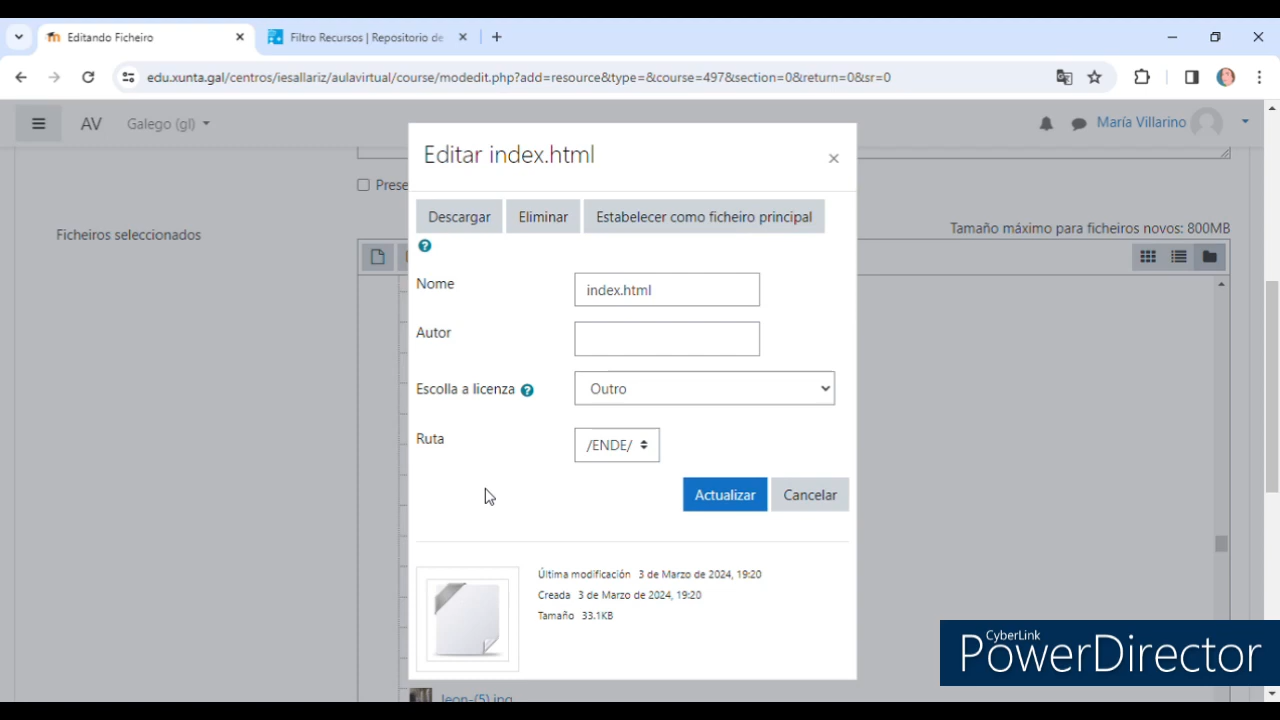 Editando Ficheiro
Filtro Recursos | Repositorio de
edu.xunta.gal/centros/iesallariz/aulavirtual/course/modedit.php?add=resource&type=&course=497&section=0&return=0&sr=0
AV
Galego (gl)
María Villarino
Editar index.html
Prese
Descargar
Eliminar
Estabelecer como ficheiro principal
Ficheiros seleccionados
Tamaño máximo para ficheiros novos: 800MB
Nome
index.html
Autor
Escolla a licenza
Outro
Ruta
/ENDE/
Actualizar
Cancelar
Última modificación 3 de Marzo de 2024, 19:20
Creada 3 de Marzo de 2024, 19:20
Tamaño 33.1KB
CyberLink
PowerDirector
leon-(5).jpg